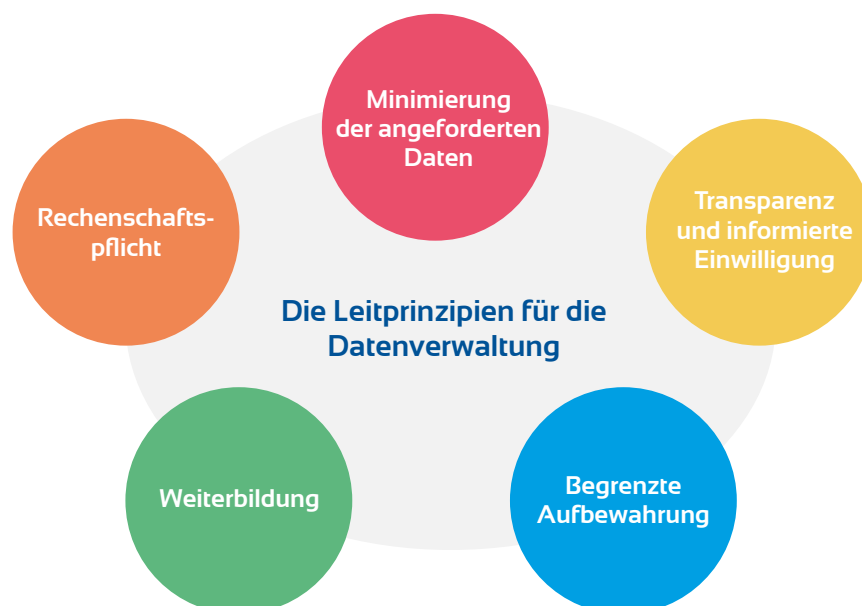 Minimierung
der angeforderten
Daten
Transparenz
und informierte
Einwilligung
Rechenschafts-
pflicht
Die Leitprinzipien für die
Datenverwaltung
Weiterbildung
Begrenzte
Aufbewahrung